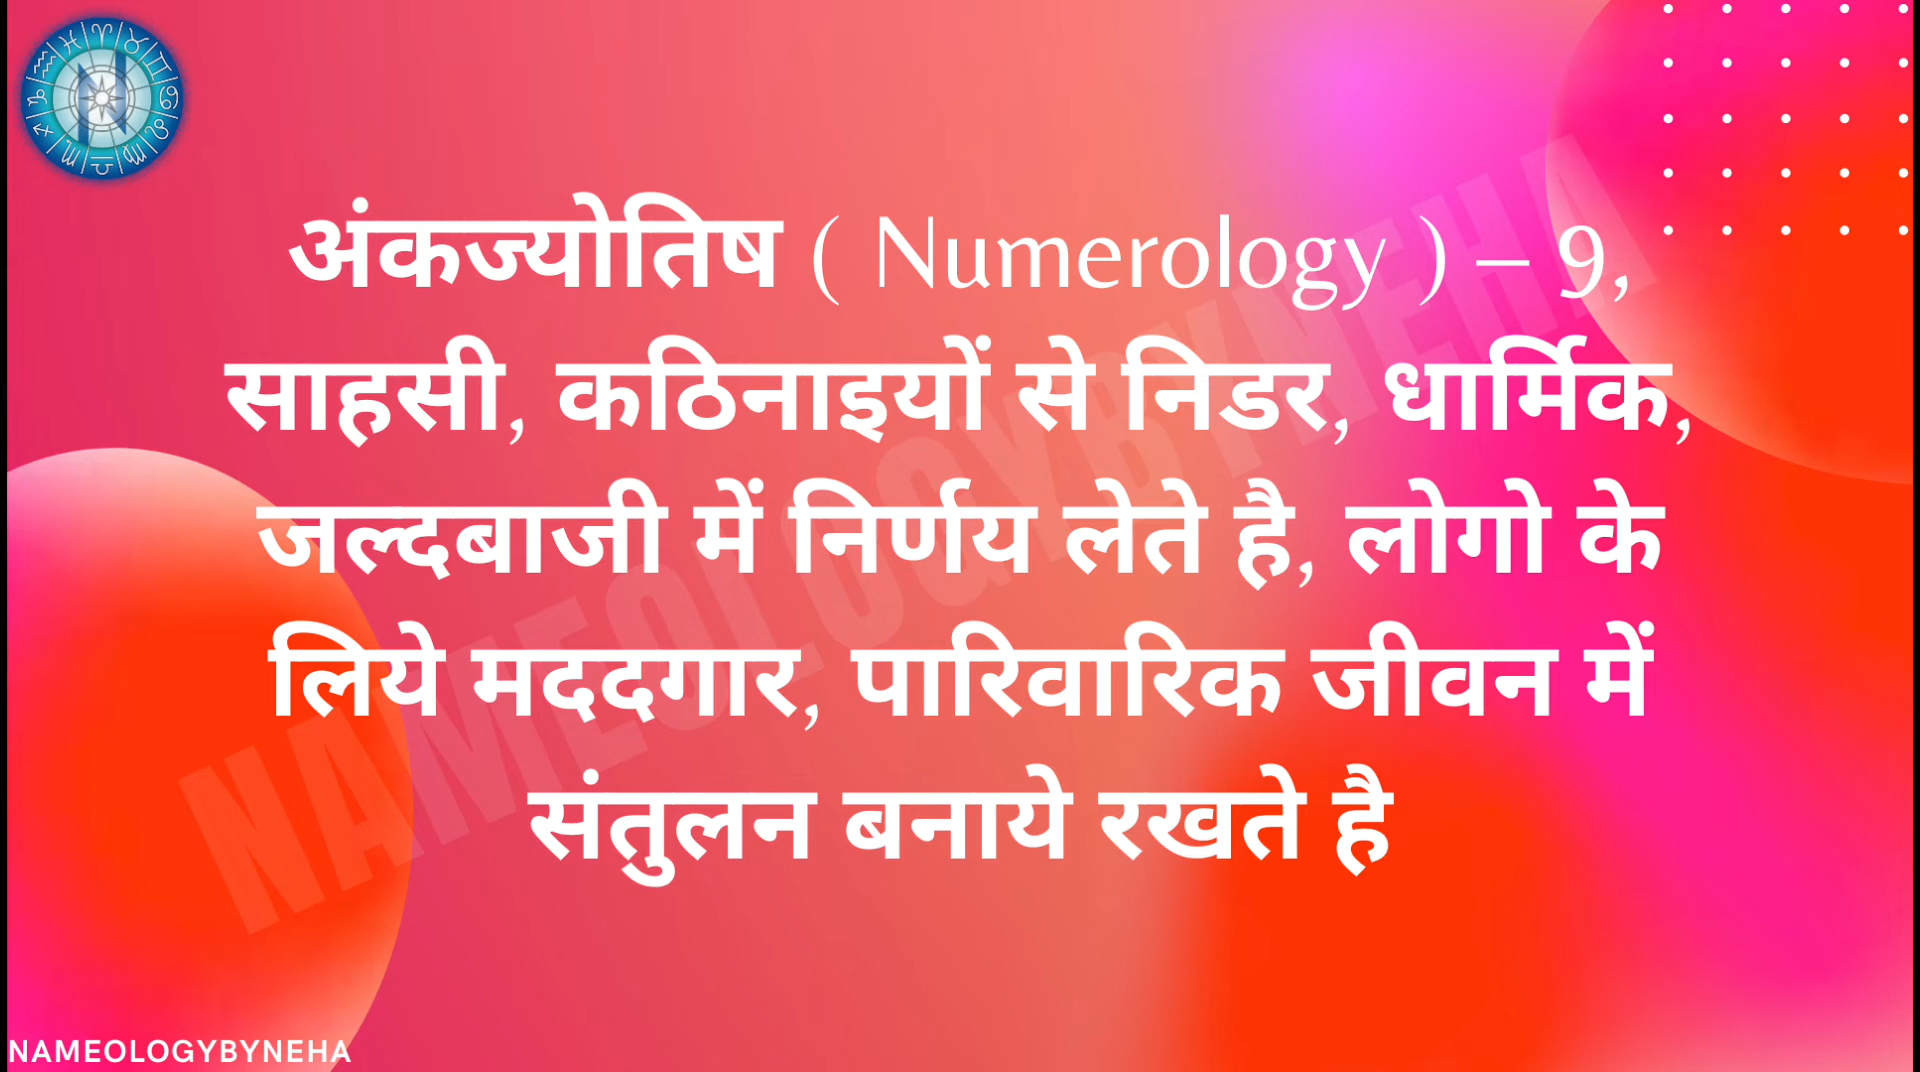 अंकज्योतिष ( Numerology ) – 9,
साहसी, कठिनाइयों से निडर, धार्मिक,
जल्दबाजी में निर्णय लेते है, लोगो के
लिये मददगार, पारिवारिक जीवन में
संतुलन बनाये रखते है
NAMEOLOGYBYNEHA
NAMEOLOGYBYNEHA